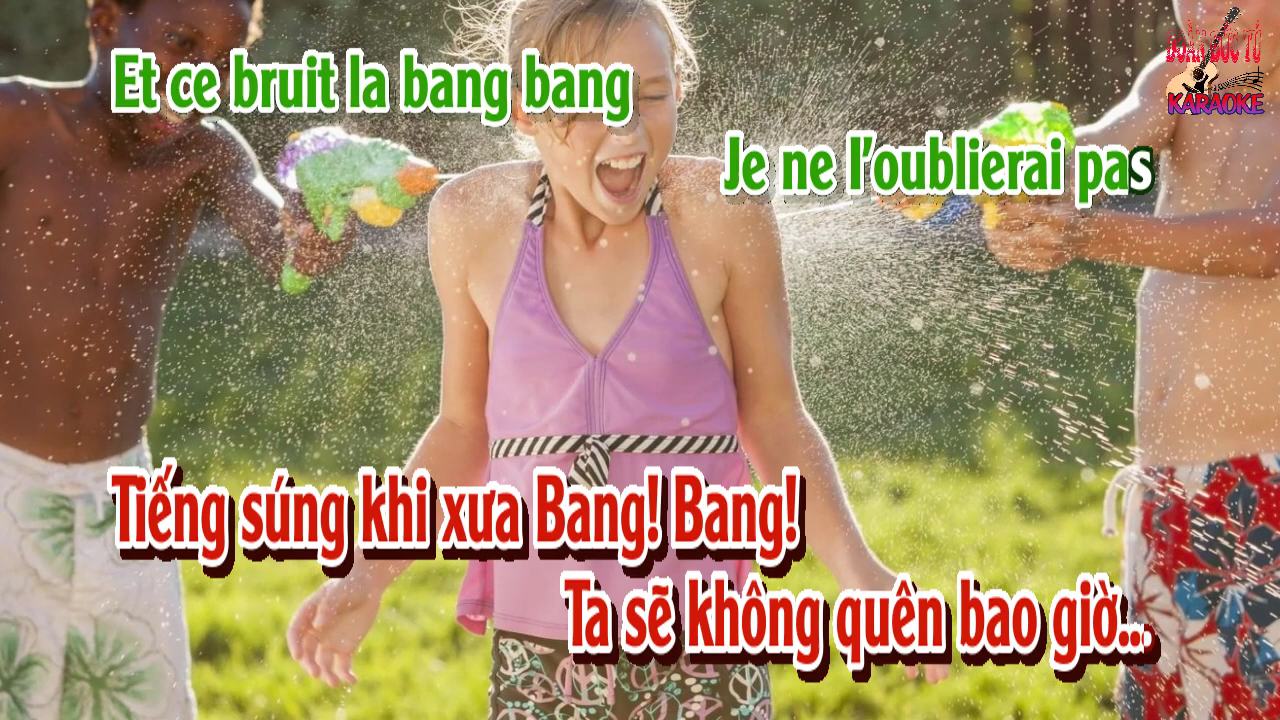 Et ce bruit la bang bang
Je ne l'oublierai pas
Tiếng súng khi xưa Bang! Bang!
Ta sẽ không quên bao giờ...
KARAOKE